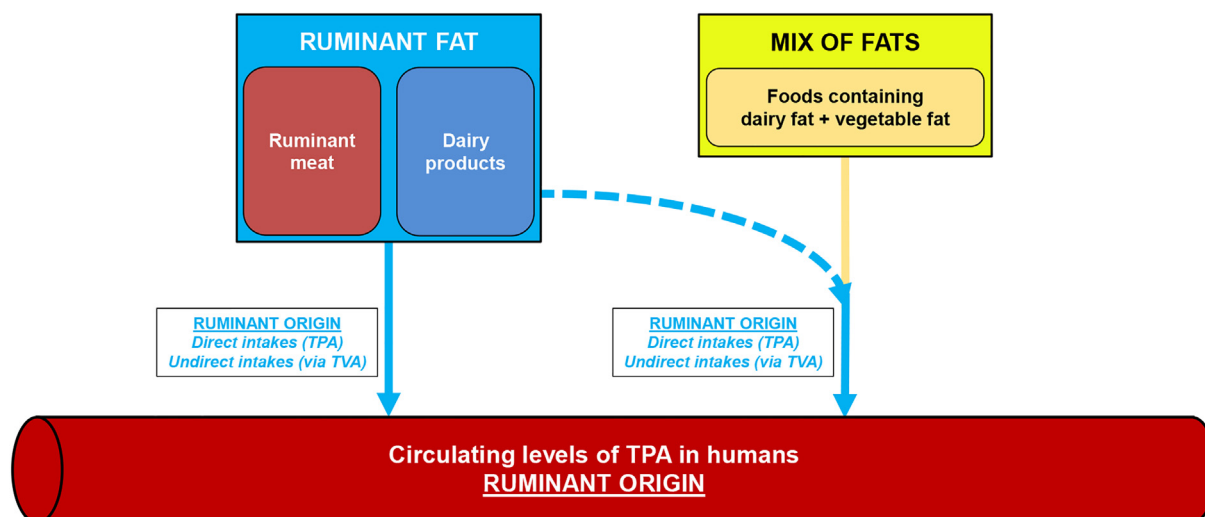 RUMINANT FAT
Ruminant
meat
Dairy
products
MIX OF FATS
Foods containing
dairy fat + vegetable fat
RUMINANT ORIGIN
Direct intakes (TPA)
Undirect intakes (via TVA)
RUMINANT ORIGIN
Direct intakes (TPA)
Undirect intakes (via TVA)
Circulating levels of TPA in humans
RUMINANT ORIGIN